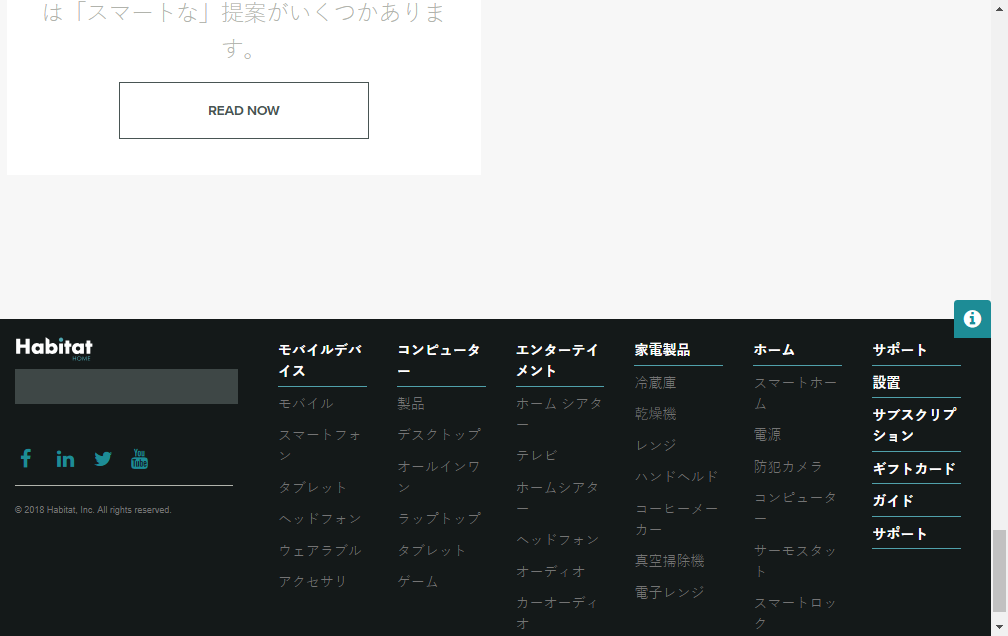 は「スマートな」提案がいくつかありま
す。
READ NOW
Habitat
HOME
You
Tube
© 2018 Habitat, Inc. All rights reserved.
モバイルデバ
イス
モバイル
スマートフォ
ン
タブレット
ヘッドフォン
ウェアラブル
アクセサリ
コンピュータ
ー
製品
デスクトップ
オールインワ
ン
ラップトップ
タブレット
ゲーム
エンターテイ
メント
ホーム シアタ
ー
テレビ
ホームシアタ
ー
ヘッドフォン
オーディオ
カーオーディ
オ
家電製品
冷蔵庫
乾燥機
レンジ
ハンドヘルド
コーヒーメー
カー
真空掃除機
電子レンジ
ホーム
スマートホー
ム
電源
防犯カメラ
コンピュータ
ー
サーモスタッ
ト
スマートロッ
ク
サポート
設置
サブスクリプ
ション
ギフトカード
ガイド
サポート